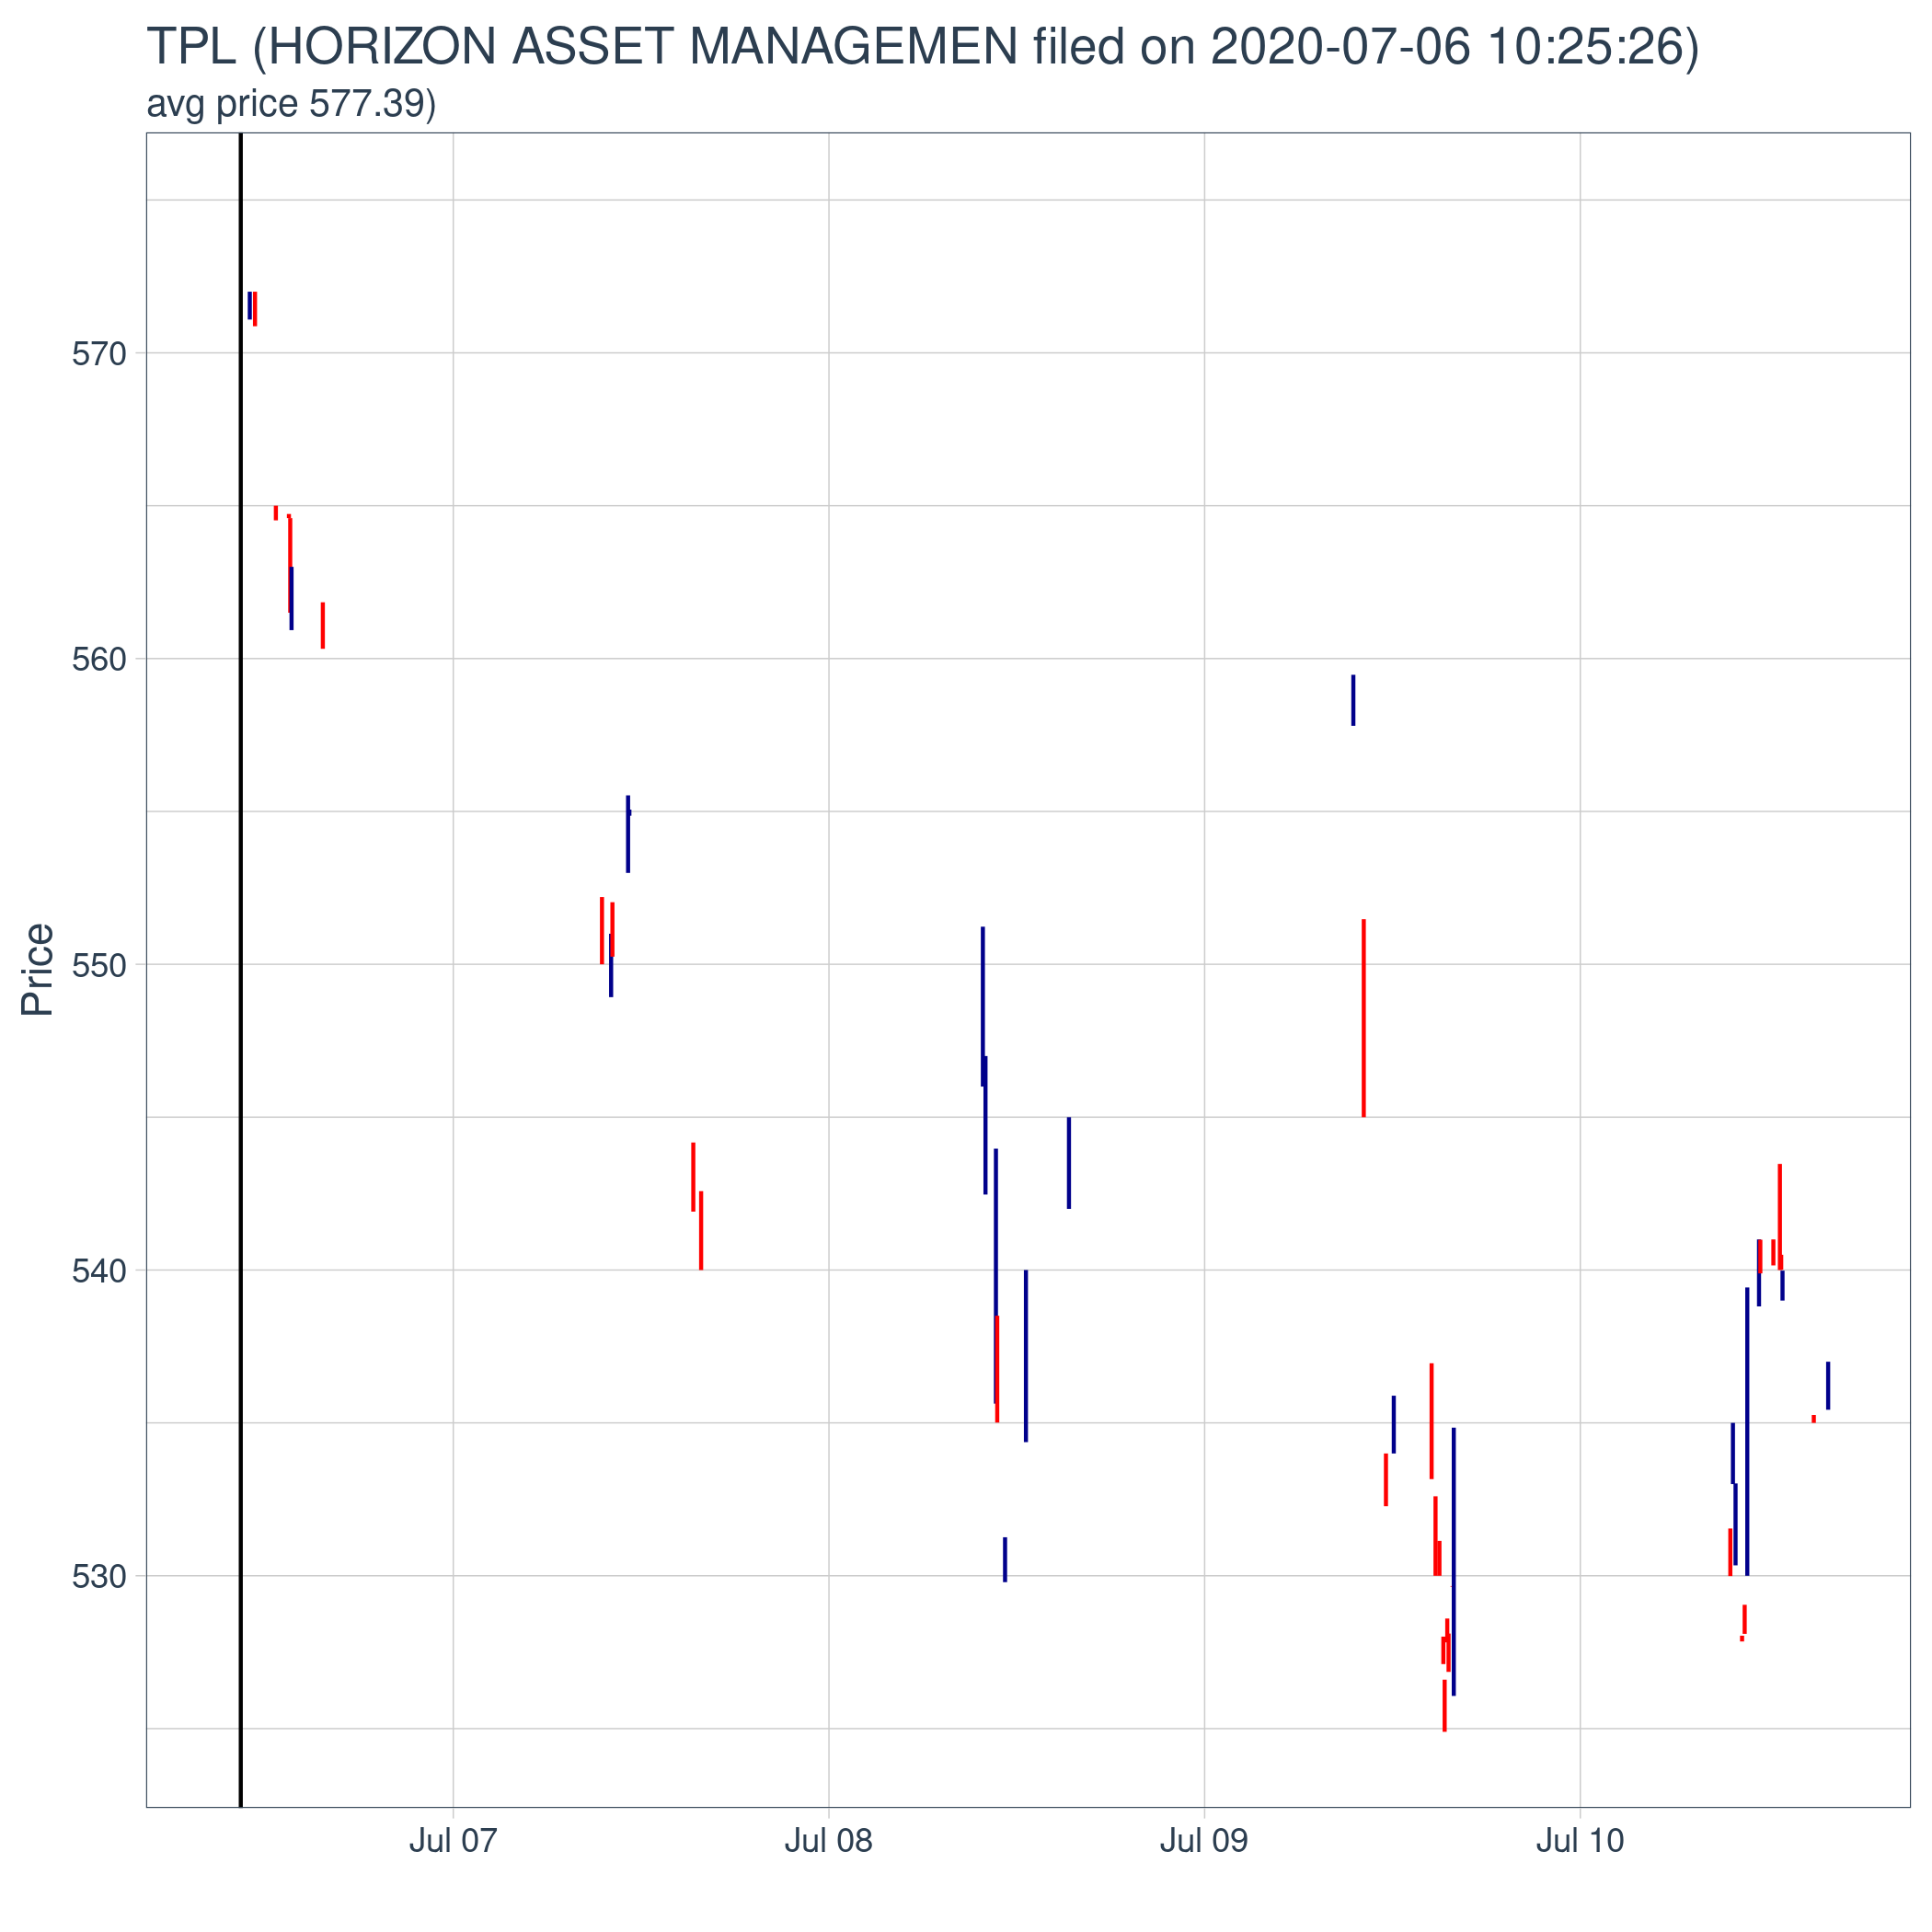 TPL (HORIZON ASSET MANAGEMEN filed on 2020-07-06 10:25:26)
avg price 577.39)
570
560
550
540
530
Price
Jul 07
Jul 08
Jul 09
Jul 10